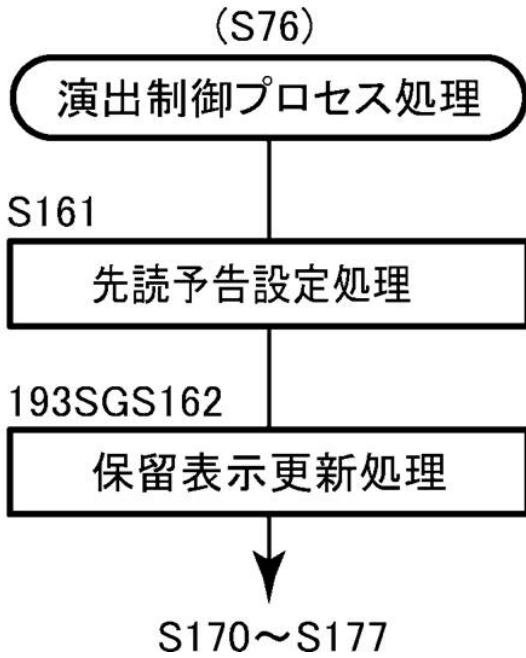 (S76)
演出制御プロセス処理
S161
先読予告設定処理
193SGS162
保留表示更新処理
S170～S177